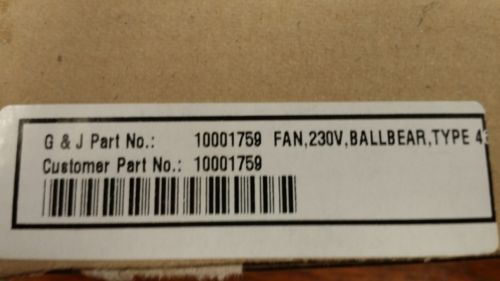 G & J Part No.: 10001759 FAN,230V,BALLBEAR,TYPE
Customer Part No.: 10001759